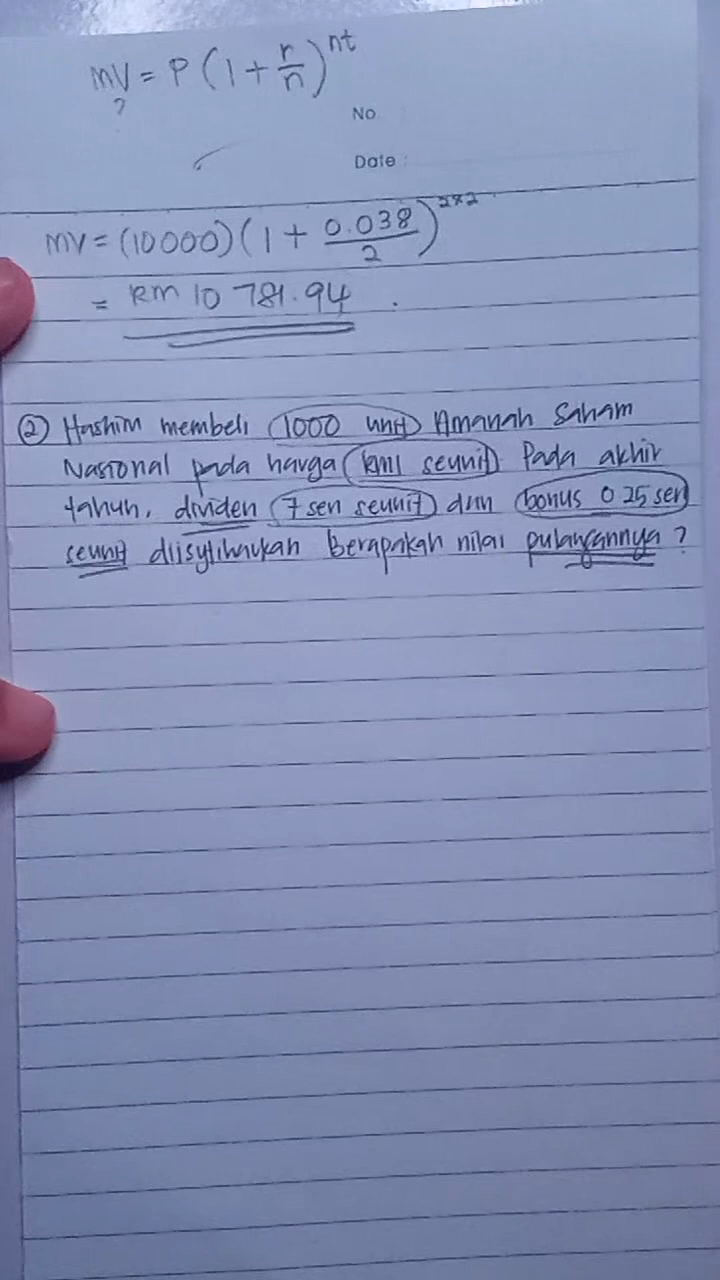 MV = P(1 + r/n)^nt
?
No
Date :
MV = (10000)(1 + 0.038/2)^2×2
= RM 10 781.94 .
② Hashim membeli 1000 unit Amanah Saham
Nasional pada harga RM1 seunit Pada akhir
tahun, dividen 7 sen seunit dan bonus 0 25 sen
seunit diisytiharkan Berapakah nilai pulangannya ?